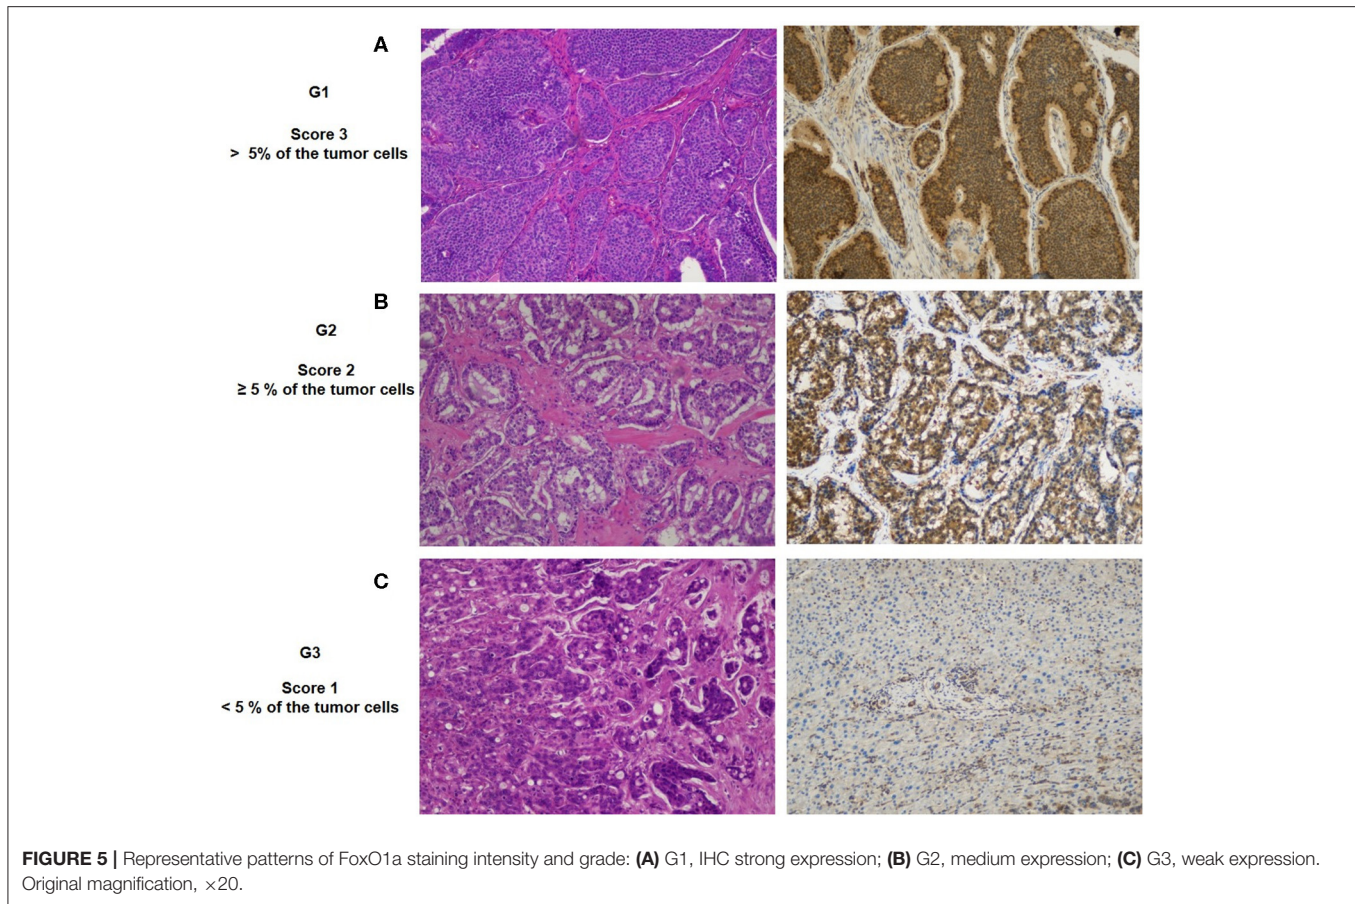 A
G1
Score 3
> 5% of the tumor cells
B
G2
Score 2
≥ 5 % of the tumor cells
C
G3
Score 1
< 5 % of the tumor cells
FIGURE 5 | Representative patterns of FoxO1a staining intensity and grade: (A) G1, IHC strong expression; (B) G2, medium expression; (C) G3, weak expression.
Original magnification, ×20.